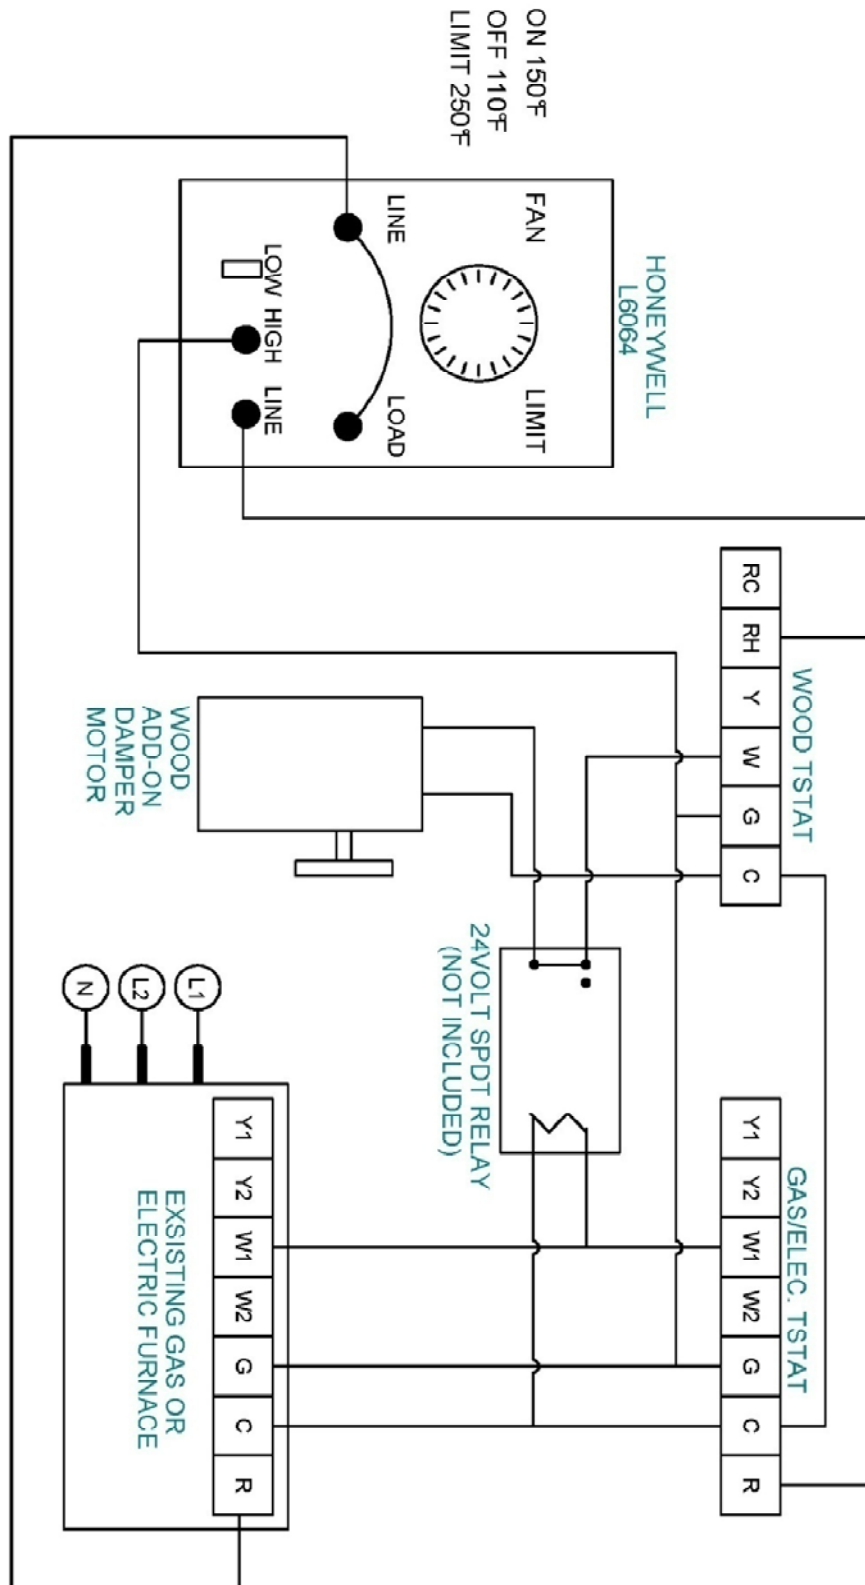 ON 150°F
OFF 110°F
LIMIT 250°F
HONEYWELL
L6064
FAN
LIMIT
LINE
LOAD
LOW HIGH
LINE
WOOD TSTAT
RC
RH
Y
W
G
C
WOOD
ADD-ON
DAMPER
MOTOR
24VOLT SPDT RELAY
(NOT INCLUDED)
GAS/ELEC. TSTAT
Y1
Y2
W1
W2
G
C
R
L1
L2
N
Y1
Y2
W1
W2
G
C
R
EXSISTING GAS OR
ELECTRIC FURNACE